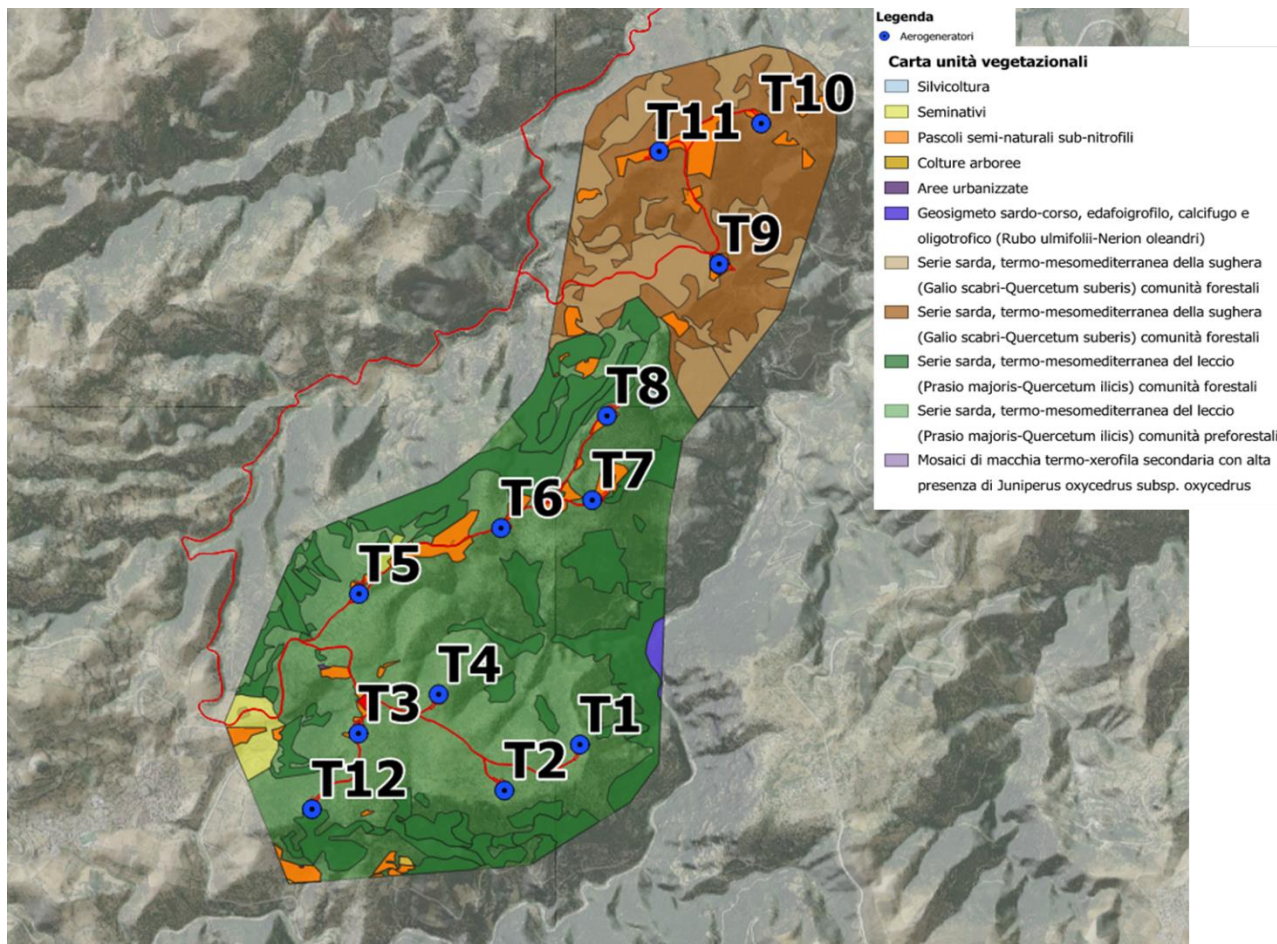 Legenda
Aerogeneratori
Carta unità vegetazionali
Silvicoltura
Seminativi
Pascoli semi-naturali sub-nitrofili
Colture arboree
Aree urbanizzate
Geosigmeto sardo-corso, edafoigrofilo, calcifugo e
oligotrofico (Rubo ulmifolii-Nerion oleandri)
Serie sarda, termo-mesomediterranea della sughera
(Galio scabri-Quercetum suberis) comunità forestali
Serie sarda, termo-mesomediterranea della sughera
(Galio scabri-Quercetum suberis) comunità forestali
Serie sarda, termo-mesomediterranea del leccio
(Prasio majoris-Quercetum ilicis) comunità forestali
Serie sarda, termo-mesomediterranea del leccio
(Prasio majoris-Quercetum ilicis) comunità preforestali
Mosaici di macchia termo-xerofila secondaria con alta
presenza di Juniperus oxycedrus subsp. oxycedrus
T10
T11
T9
T8
T7
T6
T5
T4
T3
T1
T2
T12